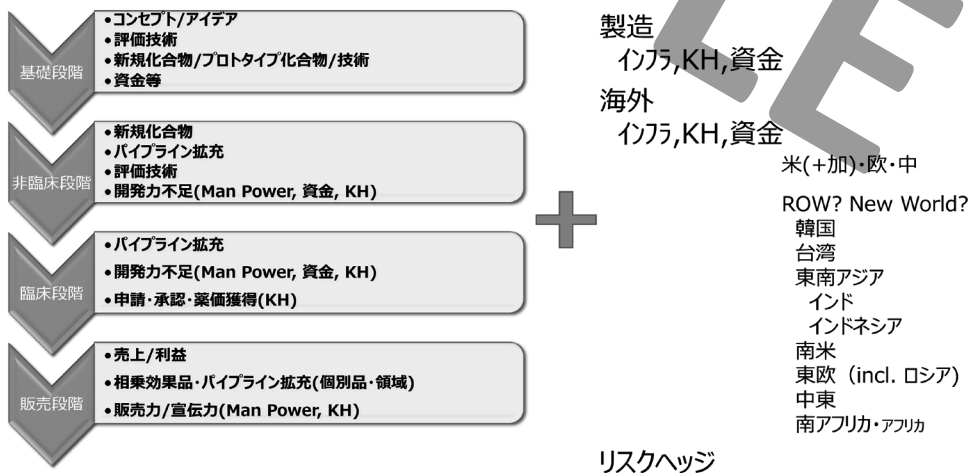 基礎段階
•コンセプト/アイデア
•評価技術
•新規化合物/プロトタイプ化合物/技術
•資金等
非臨床段階
•新規化合物
•パイプライン拡充
•評価技術
•開発力不足(Man Power, 資金, KH)
臨床段階
•パイプライン拡充
•開発力不足(Man Power, 資金, KH)
•申請・承認・薬価獲得(KH)
販売段階
•売上/利益
•相乗効果品・パイプライン拡充(個別品・領域)
•販売力/宣伝力(Man Power, KH)
製造
インフラ,KH,資金
海外
インフラ,KH,資金
米(+加)・欧・中
ROW? New World?
韓国
台湾
東南アジア
インド
インドネシア
南米
東欧（incl. ロシア)
中東
南アフリカ・アフリカ
リスクヘッジ
LE